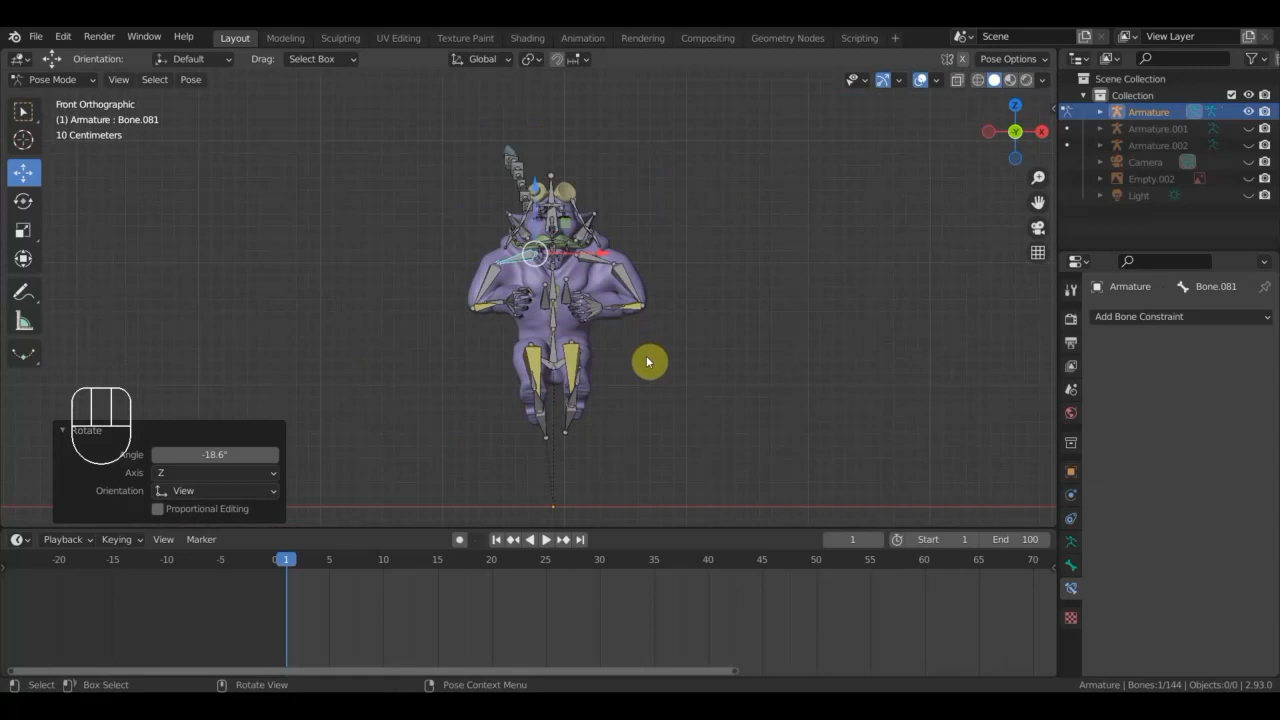 File Edit Render Window Help Layout Modeling Sculpting UV Editing Texture Paint Shading Animation Rendering Compositing Geometry Nodes Scripting + Scene View Layer
Orientation: Default Drag: Select Box Global X Pose Options
Pose Mode View Select Pose
Front Orthographic
(1) Armature : Bone.081
10 Centimeters
Z
X
-Y
Scene Collection
Collection
Armature
Armature.001
Armature.002
Camera
Empty.002
Light
Armature Bone.081
Add Bone Constraint
Rotate
Angle -18.6°
Axis Z
Orientation View
Proportional Editing
Playback Keying View Marker 1 Start 1 End 100
-20 -15 -10 -5 0 1 5 10 15 20 25 30 35 40 45 50 55 60 65 70
Select Box Select Rotate View Pose Context Menu Armature | Bones:1/144 | Objects:0/0 | 2.93.0